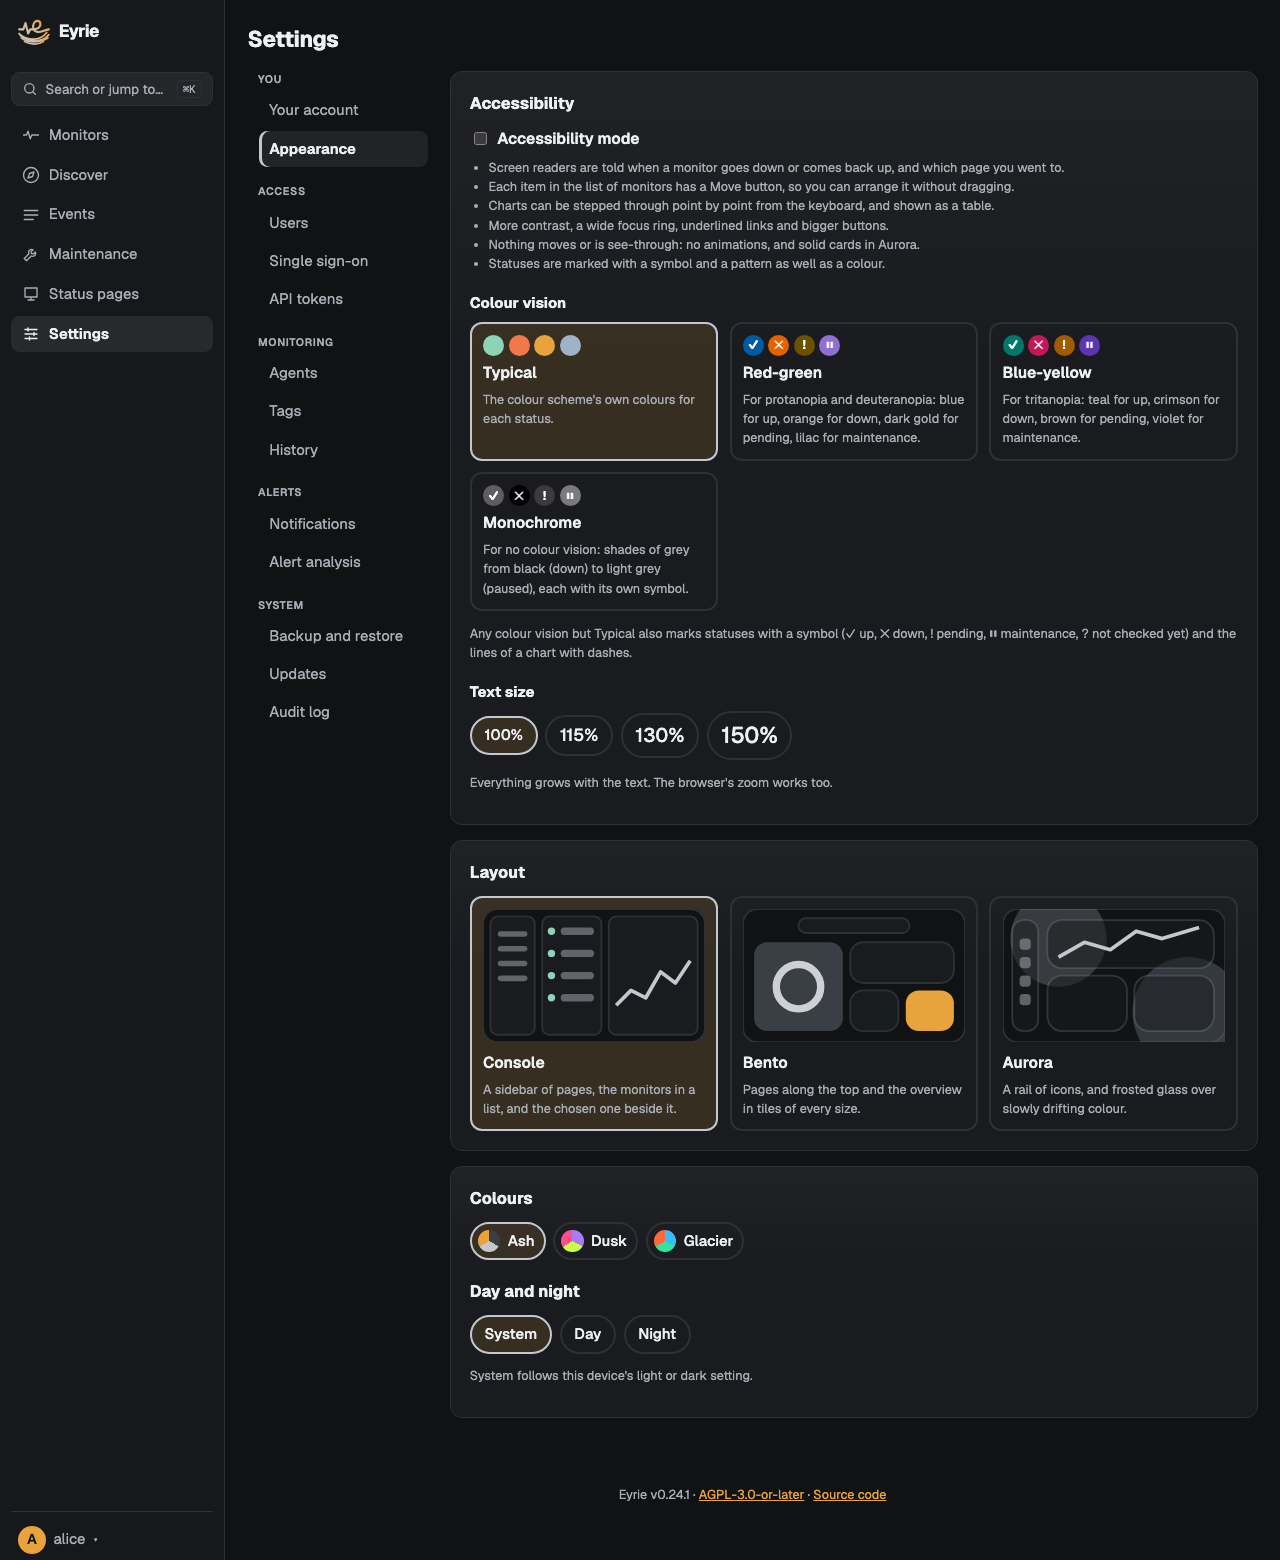 Eyrie
Search or jump to... ⌘K
Monitors
Discover
Events
Maintenance
Status pages
Settings
A alice
Settings
YOU
Your account
Appearance
ACCESS
Users
Single sign-on
API tokens
MONITORING
Agents
Tags
History
ALERTS
Notifications
Alert analysis
SYSTEM
Backup and restore
Updates
Audit log
Accessibility
Accessibility mode
• Screen readers are told when a monitor goes down or comes back up, and which page you went to.
• Each item in the list of monitors has a Move button, so you can arrange it without dragging.
• Charts can be stepped through point by point from the keyboard, and shown as a table.
• More contrast, a wide focus ring, underlined links and bigger buttons.
• Nothing moves or is see-through: no animations, and solid cards in Aurora.
• Statuses are marked with a symbol and a pattern as well as a colour.
Colour vision
Typical
The colour scheme's own colours for
each status.
✓ ✕ ! ⏸
Red-green
For protanopia and deuteranopia: blue
for up, orange for down, dark gold for
pending, lilac for maintenance.
✓ ✕ ! ⏸
Blue-yellow
For tritanopia: teal for up, crimson for
down, brown for pending, violet for
maintenance.
✓ ✕ ! ⏸
Monochrome
For no colour vision: shades of grey
from black (down) to light grey
(paused), each with its own symbol.
Any colour vision but Typical also marks statuses with a symbol (✓ up, ✕ down, ! pending, ⏸ maintenance, ? not checked yet) and the
lines of a chart with dashes.
Text size
100% 115% 130% 150%
Everything grows with the text. The browser's zoom works too.
Layout
Console
A sidebar of pages, the monitors in a
list, and the chosen one beside it.
Bento
Pages along the top and the overview
in tiles of every size.
Aurora
A rail of icons, and frosted glass over
slowly drifting colour.
Colours
Ash Dusk Glacier
Day and night
System Day Night
System follows this device's light or dark setting.
Eyrie v0.24.1 · AGPL-3.0-or-later · Source code